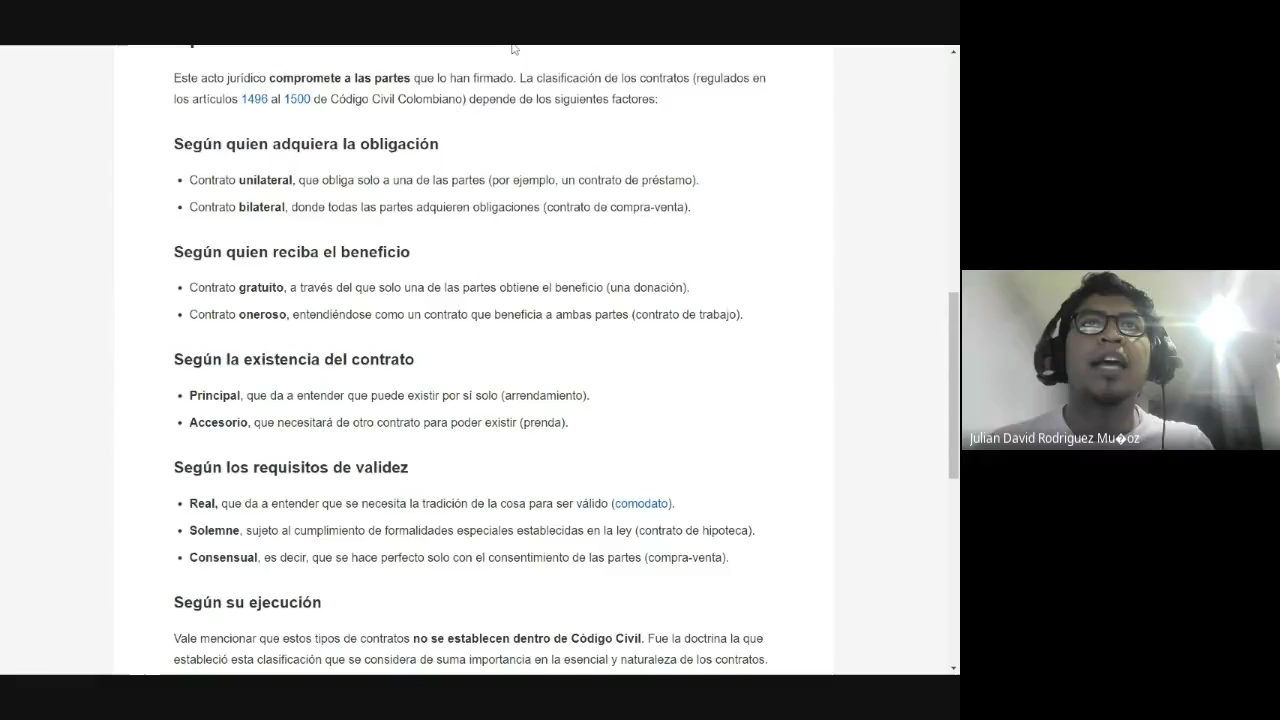 Este acto jurídico compromete a las partes que lo han firmado. La clasificación de los contratos (regulados en
los artículos 1496 al 1500 de Código Civil Colombiano) depende de los siguientes factores:
Según quien adquiera la obligación
• Contrato unilateral, que obliga solo a una de las partes (por ejemplo, un contrato de préstamo).
• Contrato bilateral, donde todas las partes adquieren obligaciones (contrato de compra-venta).
Según quien reciba el beneficio
• Contrato gratuito, a través del que solo una de las partes obtiene el beneficio (una donación).
• Contrato oneroso, entendiéndose como un contrato que beneficia a ambas partes (contrato de trabajo).
Según la existencia del contrato
• Principal, que da a entender que puede existir por sí solo (arrendamiento).
• Accesorio, que necesitará de otro contrato para poder existir (prenda).
Según los requisitos de validez
• Real, que da a entender que se necesita la tradición de la cosa para ser válido (comodato).
• Solemne, sujeto al cumplimiento de formalidades especiales establecidas en la ley (contrato de hipoteca).
• Consensual, es decir, que se hace perfecto solo con el consentimiento de las partes (compra-venta).
Según su ejecución
Vale mencionar que estos tipos de contratos no se establecen dentro de Código Civil. Fue la doctrina la que
estableció esta clasificación que se considera de suma importancia en la esencial y naturaleza de los contratos.
Julian David Rodriguez Mu�oz